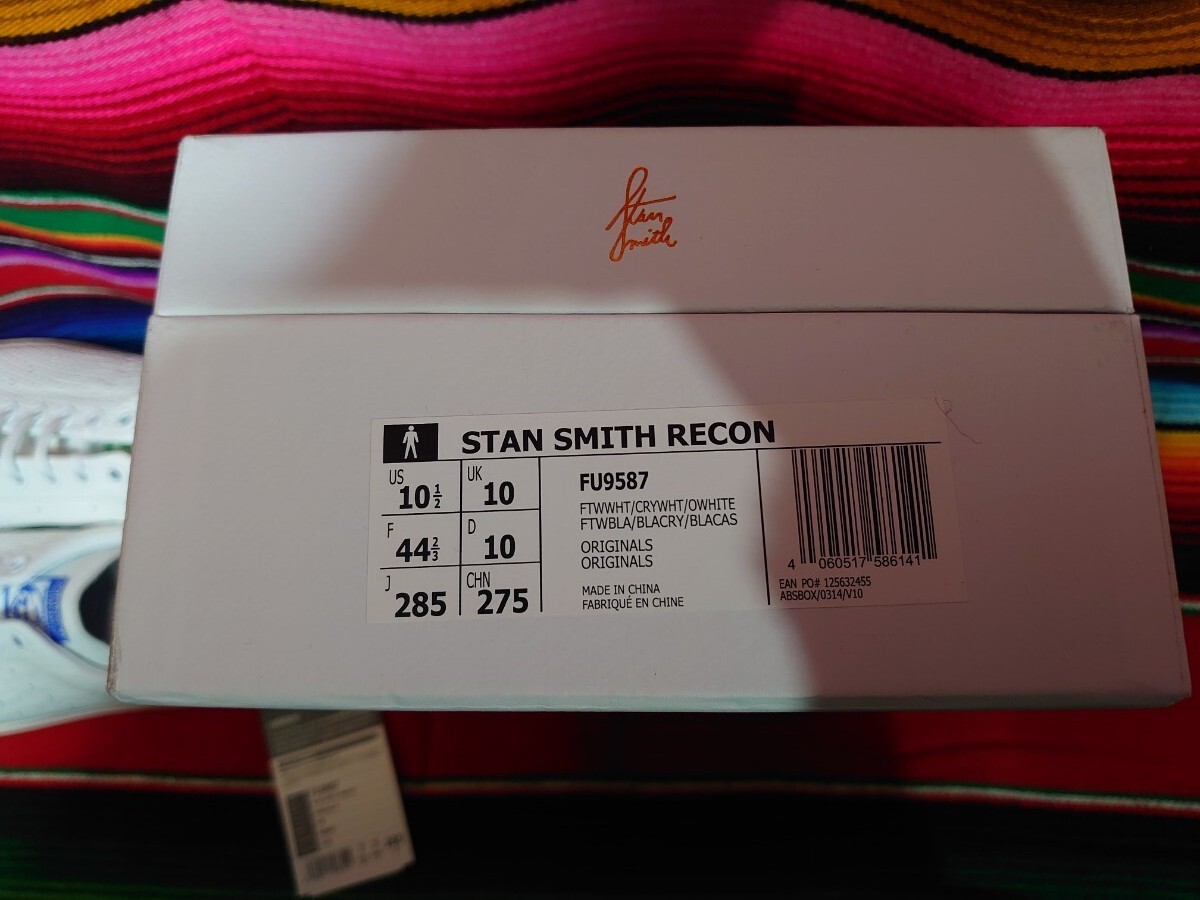 Stan
Smith
STAN SMITH RECON
US
10 1/2
UK
10
F
44 2/3
D
10
J
285
CHN
275
FU9587
FTWWHT/CRYWHT/OWHITE
FTWBLA/BLACRY/BLACAS
ORIGINALS
ORIGINALS
MADE IN CHINA
FABRIQUÉ EN CHINE
4 060517 586141
EAN PO# 125632455
ABSBOX/0314/V10